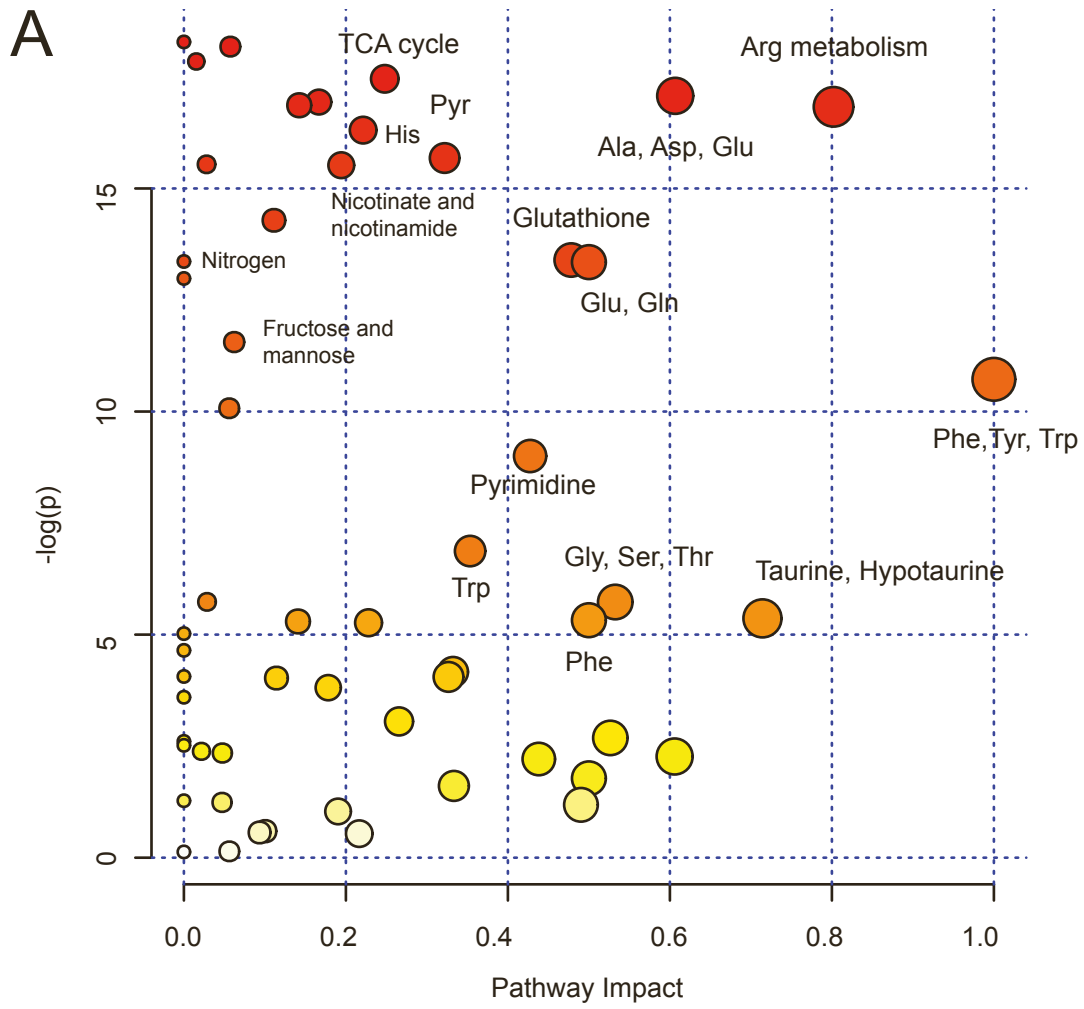 A
TCA cycle
Arg metabolism
Pyr
His
Ala, Asp, Glu
15
Nicotinate and
nicotinamide
Glutathione
Nitrogen
Glu, Gln
Fructose and
mannose
10
Phe, Tyr, Trp
Pyrimidine
-log(p)
Gly, Ser, Thr
Taurine, Hypotaurine
Trp
5
Phe
0
0.0 0.2 0.4 0.6 0.8 1.0
Pathway Impact